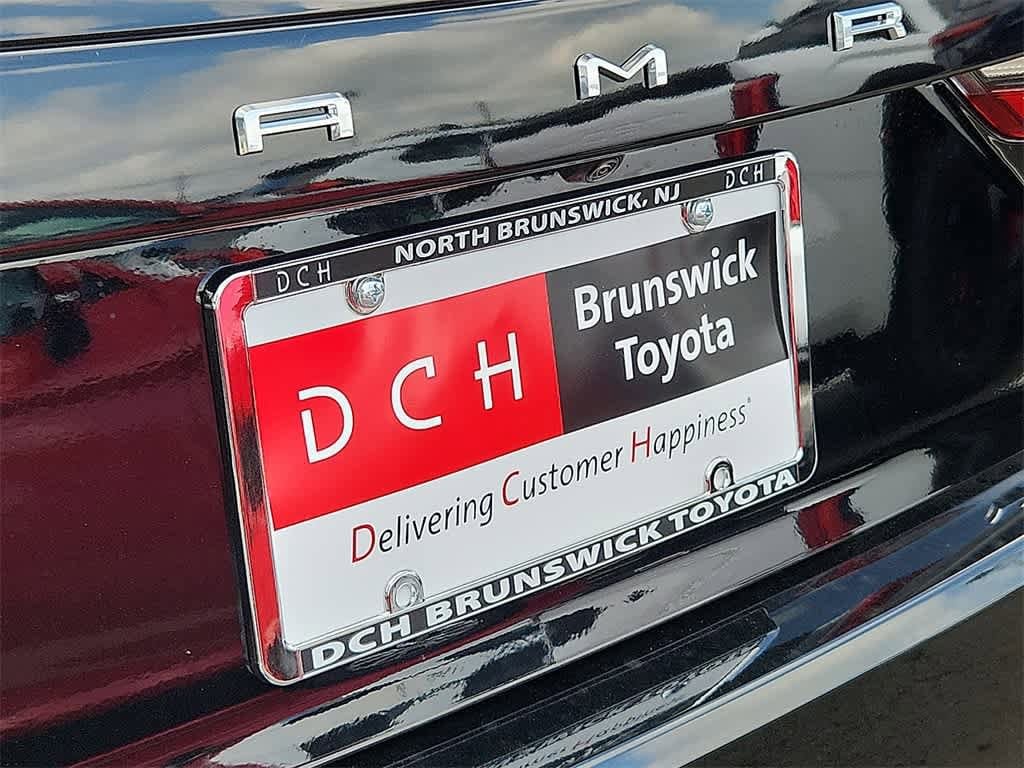 A M R
DCH NORTH BRUNSWICK, NJ DCH
DCH
Brunswick
Toyota
Delivering Customer Happiness®
DCH BRUNSWICK TOYOTA